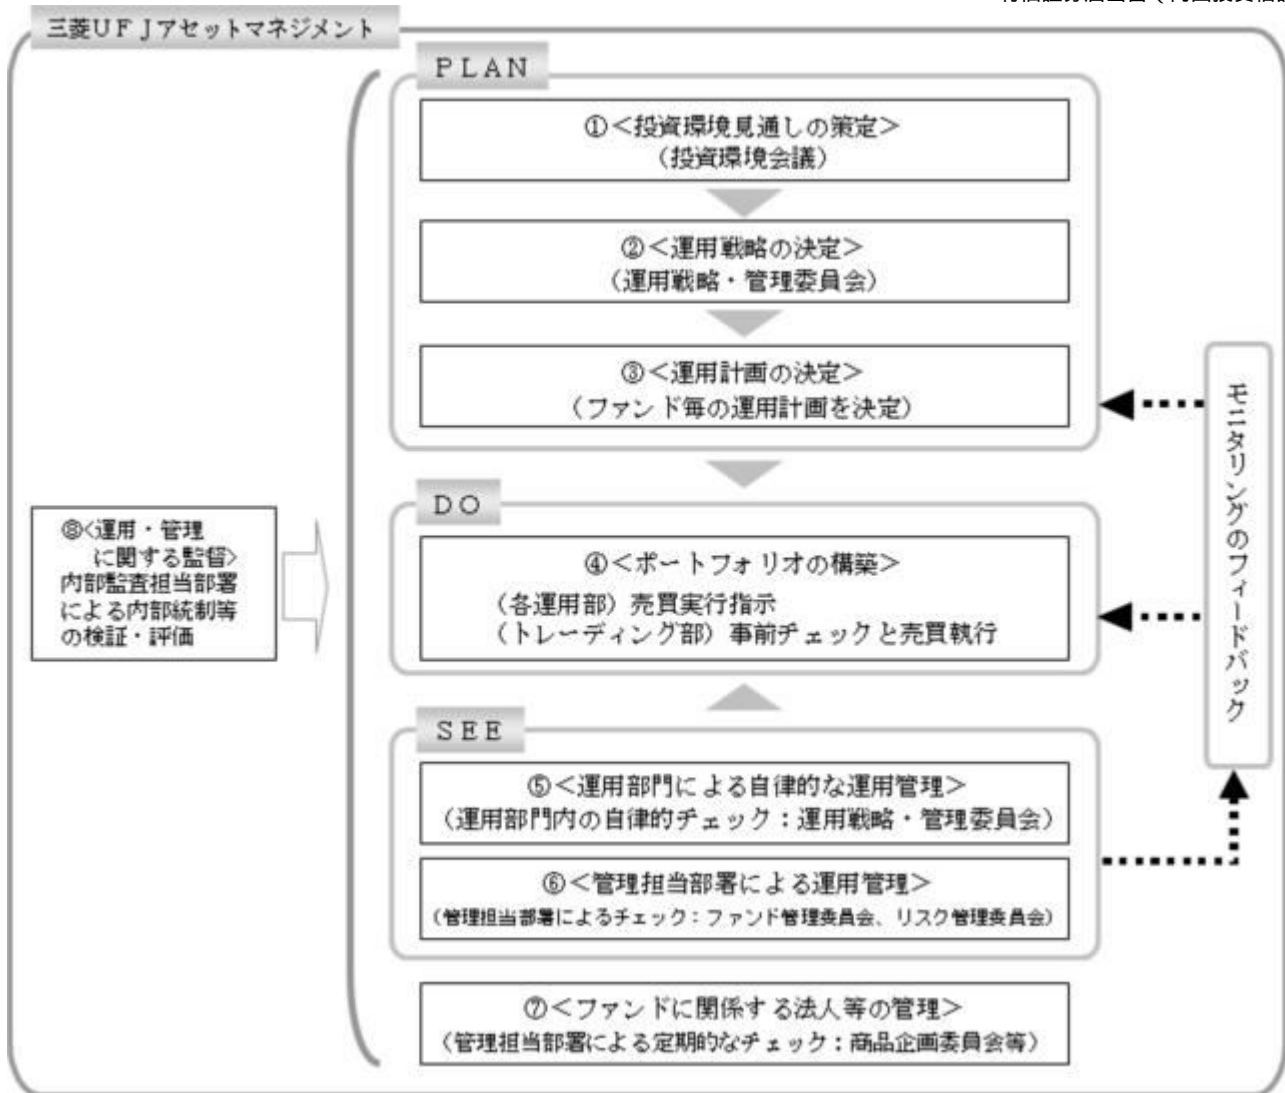 三菱UFJアセットマネジメント
PLAN
①<投資環境見通しの策定>
(投資環境会議)
②<運用戦略の決定>
(運用戦略・管理委員会)
③<運用計画の決定>
(ファンド毎の運用計画を決定)
DO
④<ポートフォリオの構築>
(各運用部)売買実行指示
(トレーディング部)事前チェックと売買執行
SEE
⑤<運用部門による自律的な運用管理>
(運用部門内の自律的チェック:運用戦略・管理委員会)
⑥<管理担当部署による運用管理>
(管理担当部署によるチェック:ファンド管理委員会、リスク管理委員会)
⑦<ファンドに関係する法人等の管理>
(管理担当部署による定期的なチェック:商品企画委員会等)
⑧<運用・管理
に関する監督>
内部監査担当部署
による内部統制等
の検証・評価
モニタリングのフィードバック